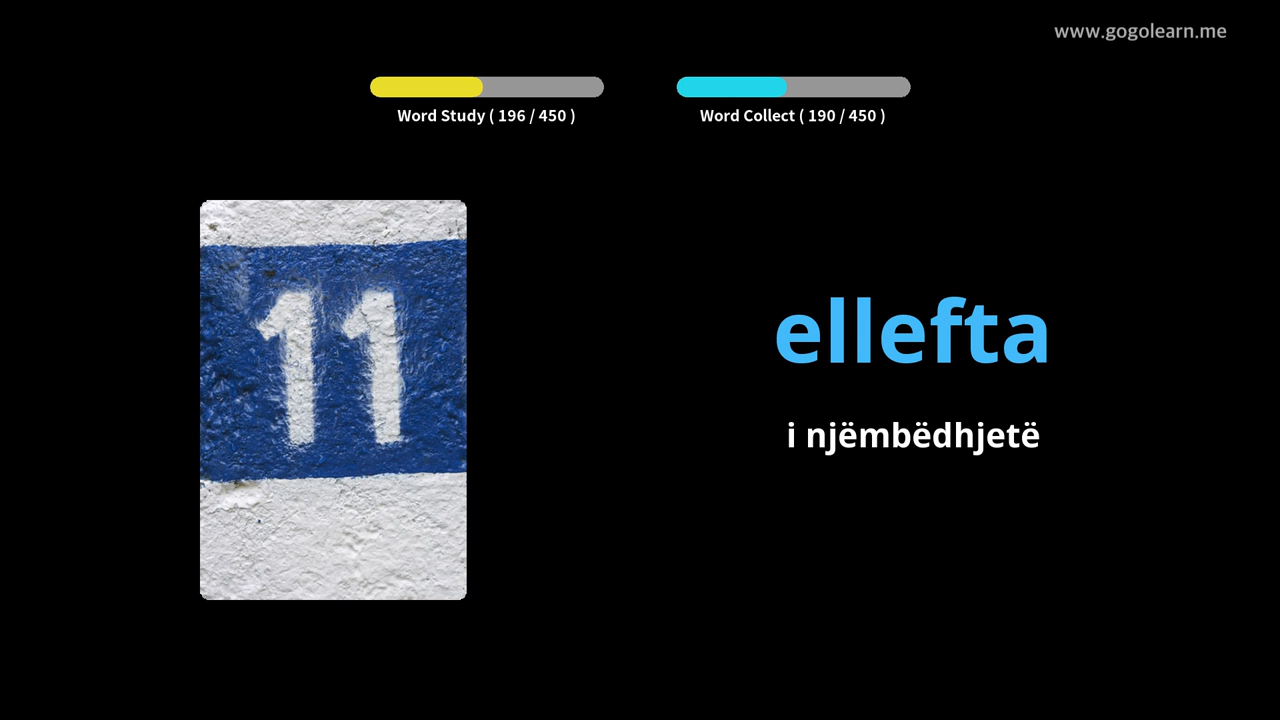 www.gogolearn.me
Word Study ( 196 / 450 )
Word Collect ( 190 / 450 )
11
ellefta
i njëmbëdhjetë